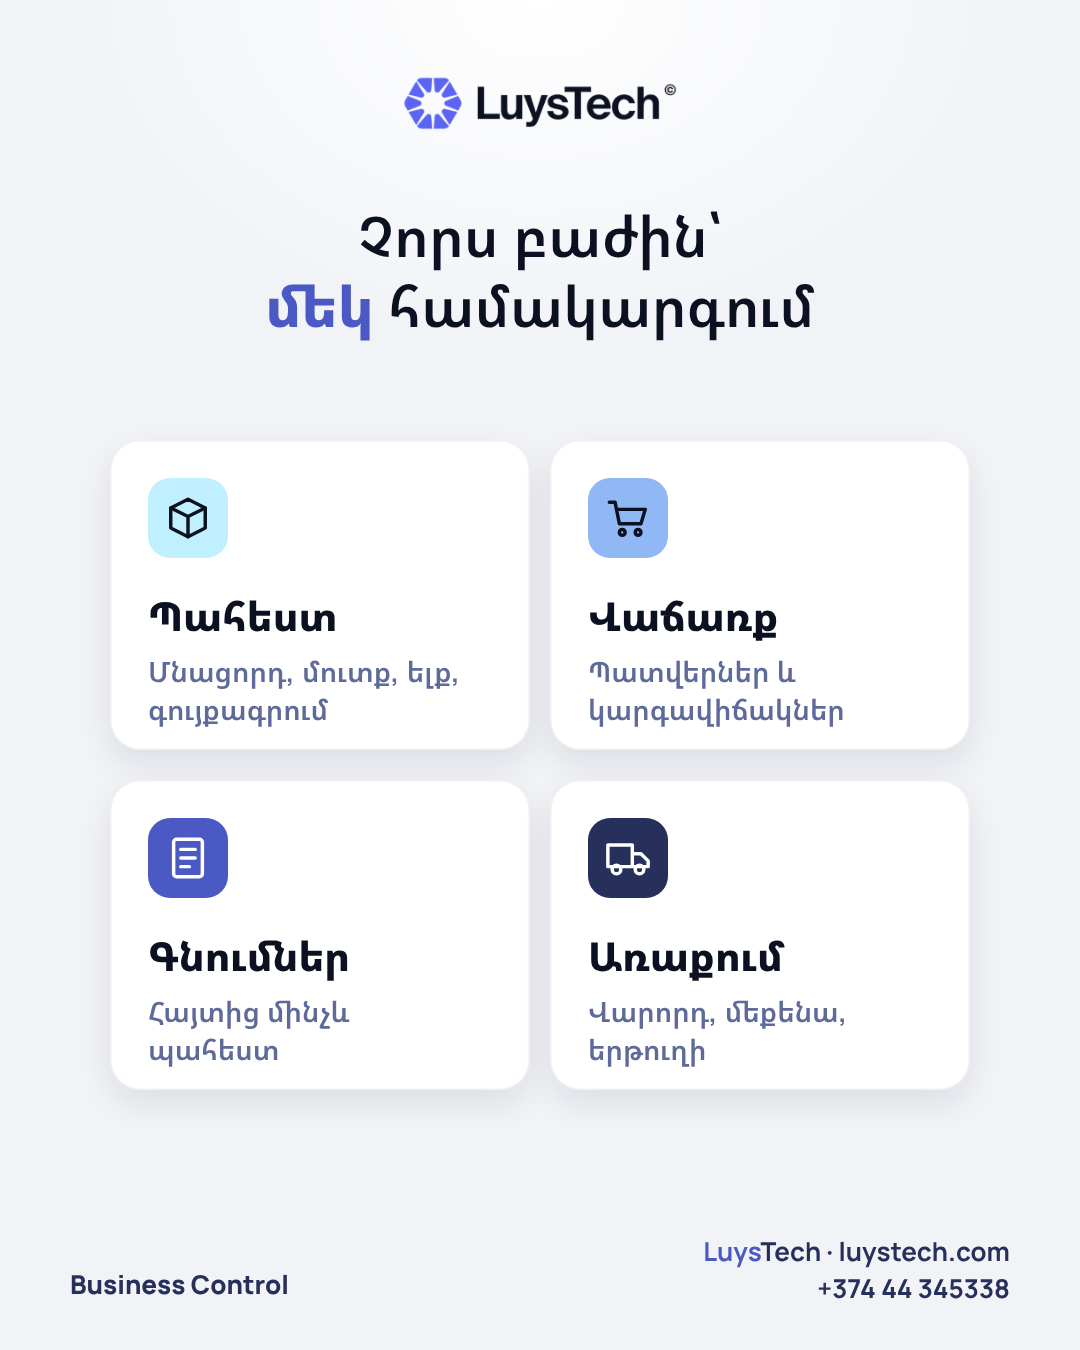 LuysTech©
Չորս բաժին՝
մեկ համակարգում
Պահեստ
Մնացորդ, մուտք, ելք,
գույքագրում
Վաճառք
Պատվերներ և
կարգավիճակներ
Գնումներ
Հայտից մինչև
պահեստ
Առաքում
Վարորդ, մեքենա,
երթուղի
Business Control
LuysTech · luystech.com
+374 44 345338